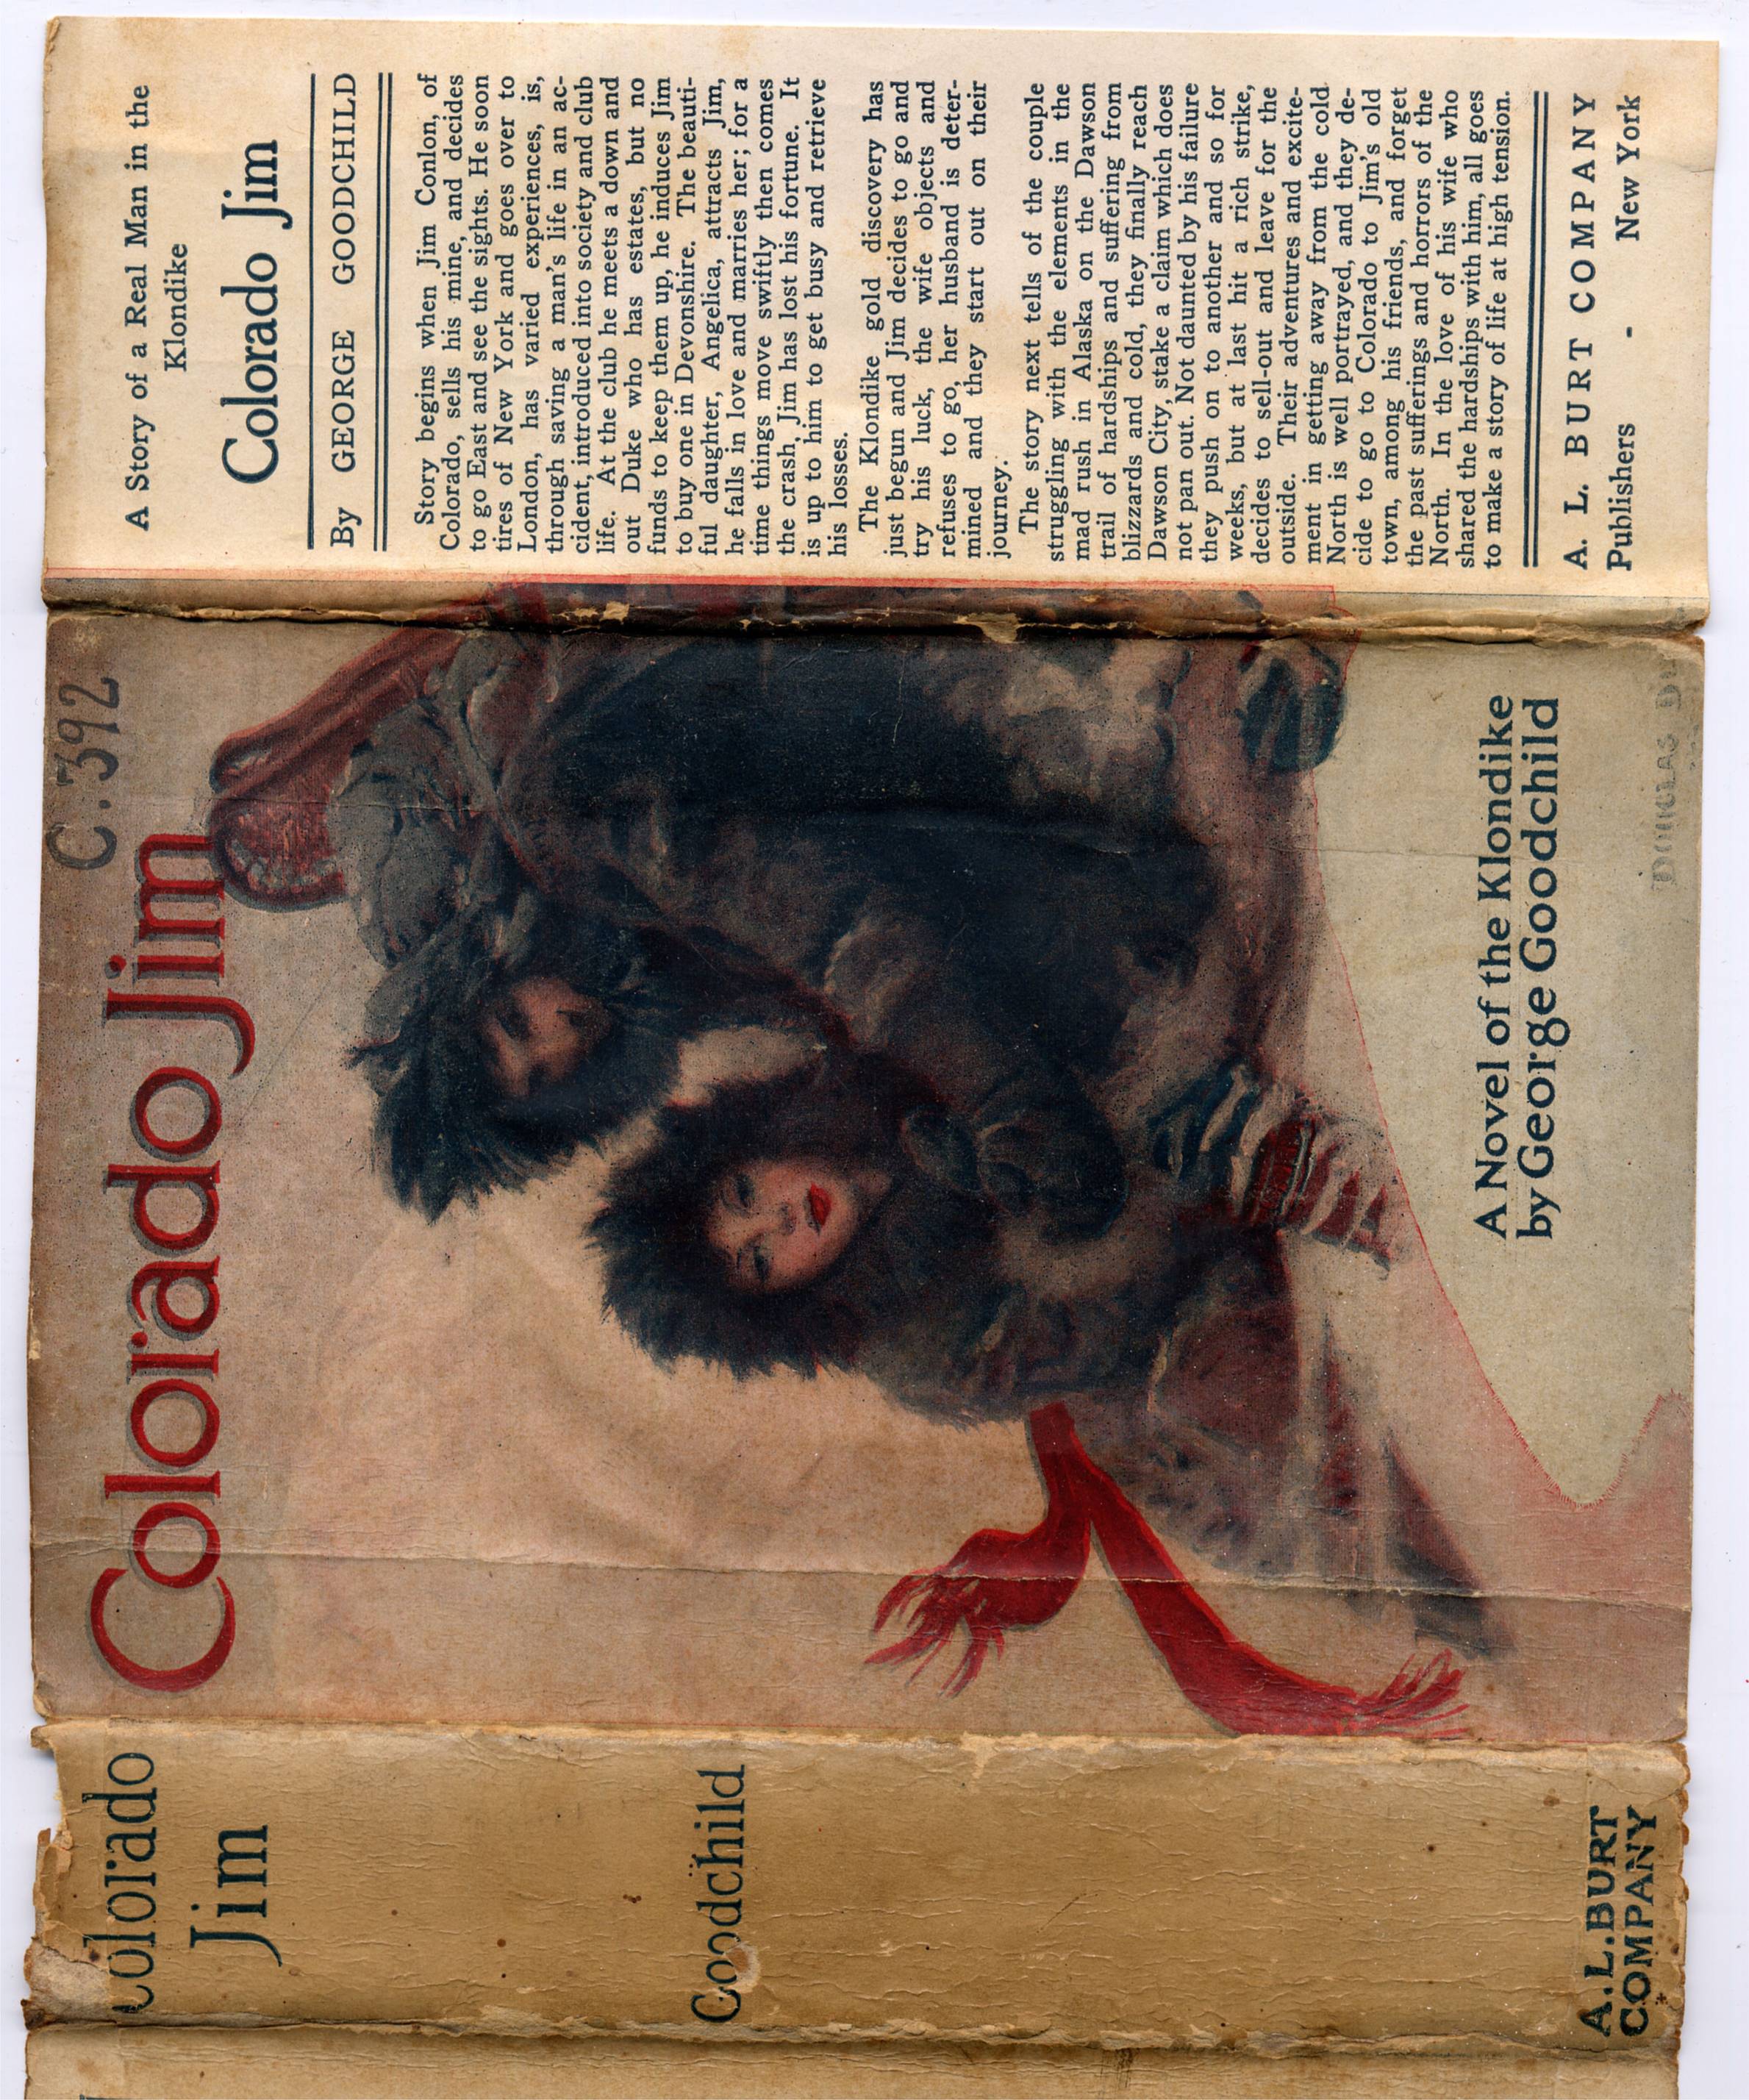 A Story of a Real Man in the
Klondike
Colorado Jim
By GEORGE GOODCHILD
Story begins when Jim Conlon, of
Colorado, sells his mine, and decides
to go East and see the sights. He soon
tires of New York and goes over to
London, has varied experiences, is,
through saving a man's life in an ac-
cident, introduced into society and club
life. At the club he meets a down and
out Duke who has estates, but no
funds to keep them up, he induces Jim
to buy one in Devonshire. The beauti-
ful daughter, Angelica, attracts Jim,
he falls in love and marries her; for a
time things move swiftly then comes
the crash, Jim has lost his fortune. It
is up to him to get busy and retrieve
his losses.
The Klondike gold discovery has
just begun and Jim decides to go and
try his luck, the wife objects and
refuses to go, her husband is deter-
mined and they start out on their
journey.
The story next tells of the couple
struggling with the elements in the
mad rush in Alaska on the Dawson
trail of hardships and suffering from
blizzards and cold, they finally reach
Dawson City, stake a claim which does
not pan out. Not daunted by his failure
they push on to another and so for
weeks, but at last hit a rich strike,
decides to sell-out and leave for the
outside. Their adventures and excite-
ment in getting away from the cold
North is well portrayed, and they de-
cide to go to Colorado to Jim's old
town, among his friends, and forget
the past sufferings and horrors of the
North. In the love of his wife who
shared the hardships with him, all goes
to make a story of life at high tension.
A. L. BURT COMPANY
Publishers - New York
C.392
Colorado Jim
A Novel of the Klondike
by George Goodchild
DOUGLAS
Colorado
Jim
Goodchild
A.L.BURT
COMPANY